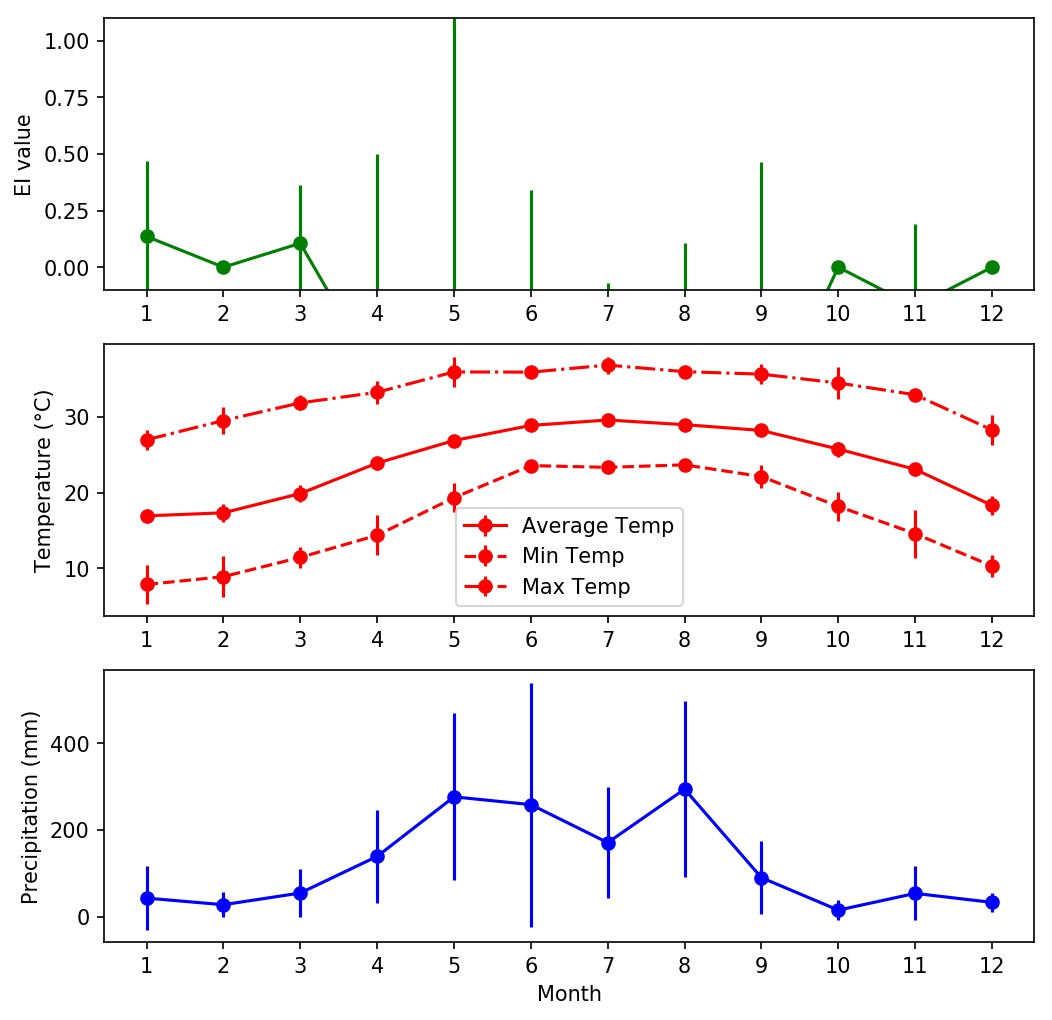 1.00
0.75
0.50
0.25
0.00
EI value
1 2 3 4 5 6 7 8 9 10 11 12
30
20
10
Temperature (°C)
Average Temp
Min Temp
Max Temp
1 2 3 4 5 6 7 8 9 10 11 12
400
200
0
Precipitation (mm)
1 2 3 4 5 6 7 8 9 10 11 12
Month